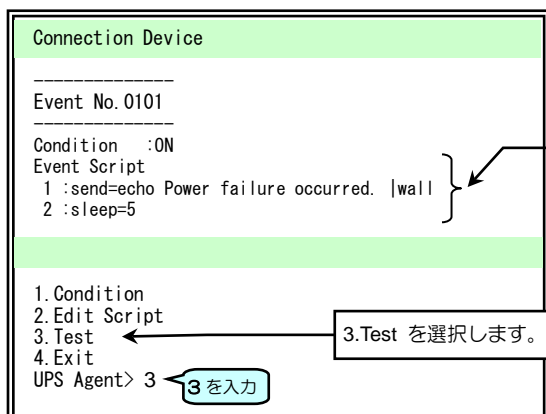 Connection Device
--------------
Event No.0101
--------------
Condition :ON
Event Script
1 :send=echo Power failure occurred. |wall
2 :sleep=5
1.Condition
2.Edit Script
3.Test
3.Test を選択します。
4.Exit
UPS Agent> 3
3 を入力